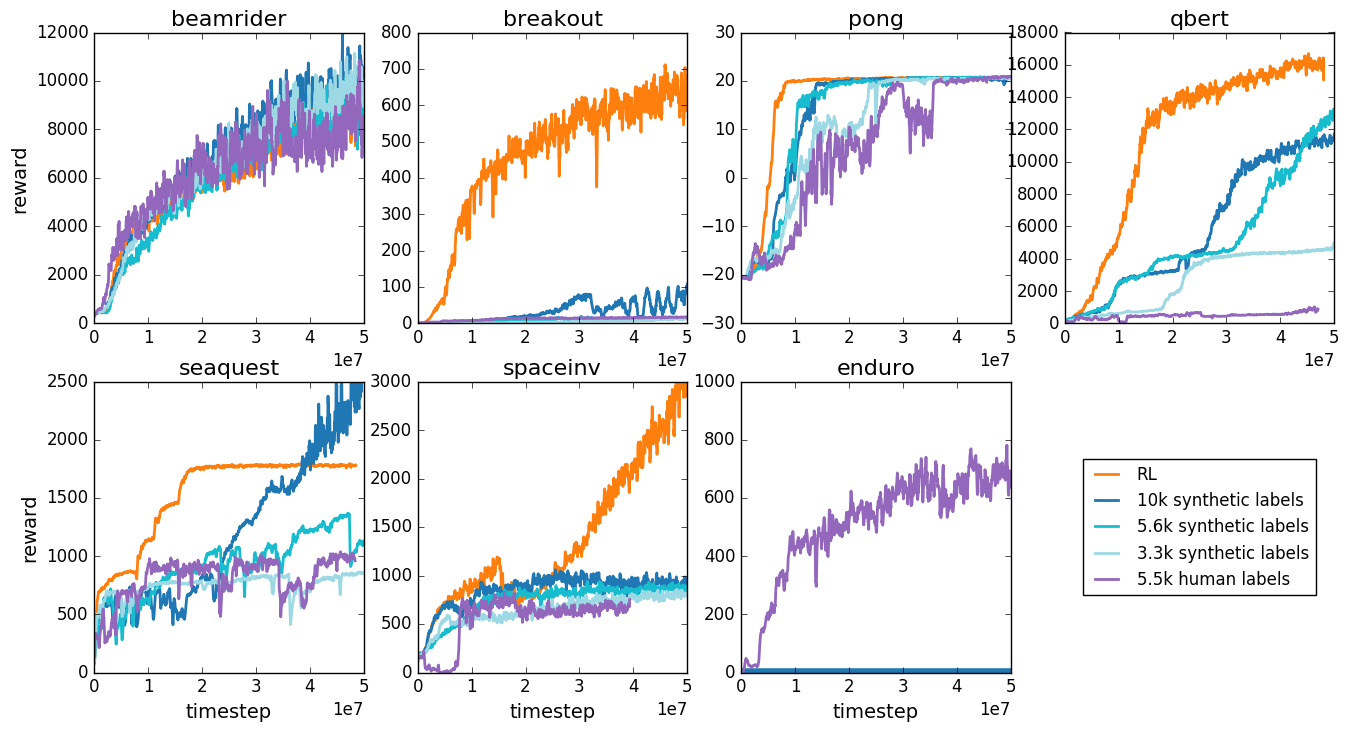 beamrider
12000
10000
8000
6000
4000
2000
0
reward
0 1 2 3 4 5
1e7
breakout
800
700
600
500
400
300
200
100
0
0 1 2 3 4 5
1e7
pong
30
20
10
0
−10
−20
−30
0 1 2 3 4 5
1e7
qbert
18000
16000
14000
12000
10000
8000
6000
4000
2000
0
0 1 2 3 4 5
1e7
seaquest
2500
2000
1500
1000
500
0
reward
0 1 2 3 4 5
timestep 1e7
spaceinv
3000
2500
2000
1500
1000
500
0
0 1 2 3 4 5
timestep 1e7
enduro
1000
800
600
400
200
0
0 1 2 3 4 5
timestep 1e7
RL
10k synthetic labels
5.6k synthetic labels
3.3k synthetic labels
5.5k human labels